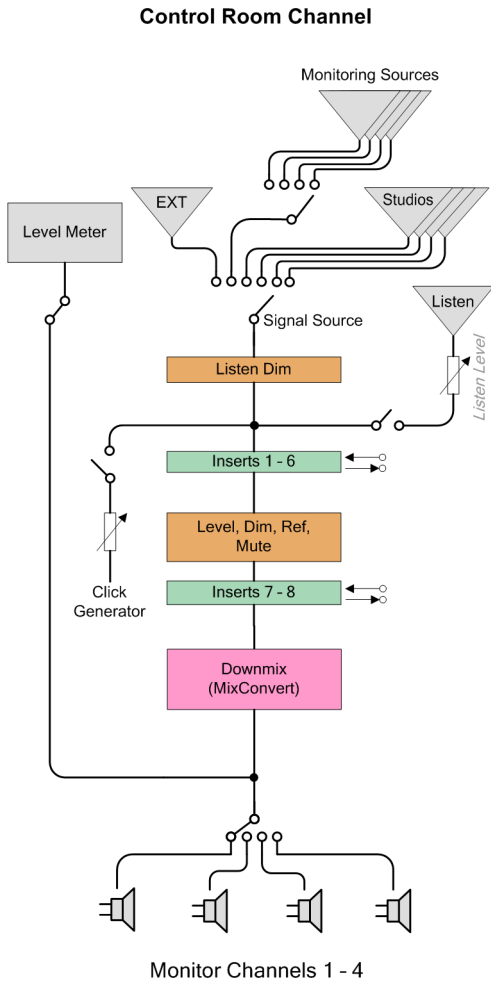 Control Room Channel
Monitoring Sources
EXT
Studios
Level Meter
Listen
Signal Source
Listen Level
Listen Dim
Inserts 1 - 6
Level, Dim, Ref,
Mute
Click
Generator
Inserts 7 - 8
Downmix
(MixConvert)
Monitor Channels 1 - 4